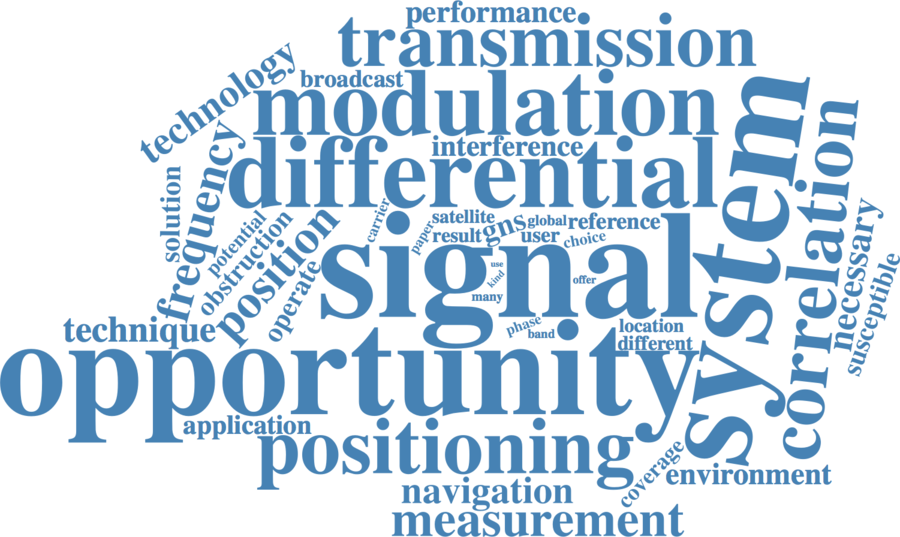 performance
transmission
technology
broadcast
modulation
frequency
interference
differential
system
correlation
solution
potential
obstruction
position
operate
carrier
paper
satellite
gns
global
reference
result
user
choice
signal
use
kind
many
offer
necessary
susceptible
technique
phase
band
location
different
opportunity
application
positioning
coverage
environment
navigation
measurement